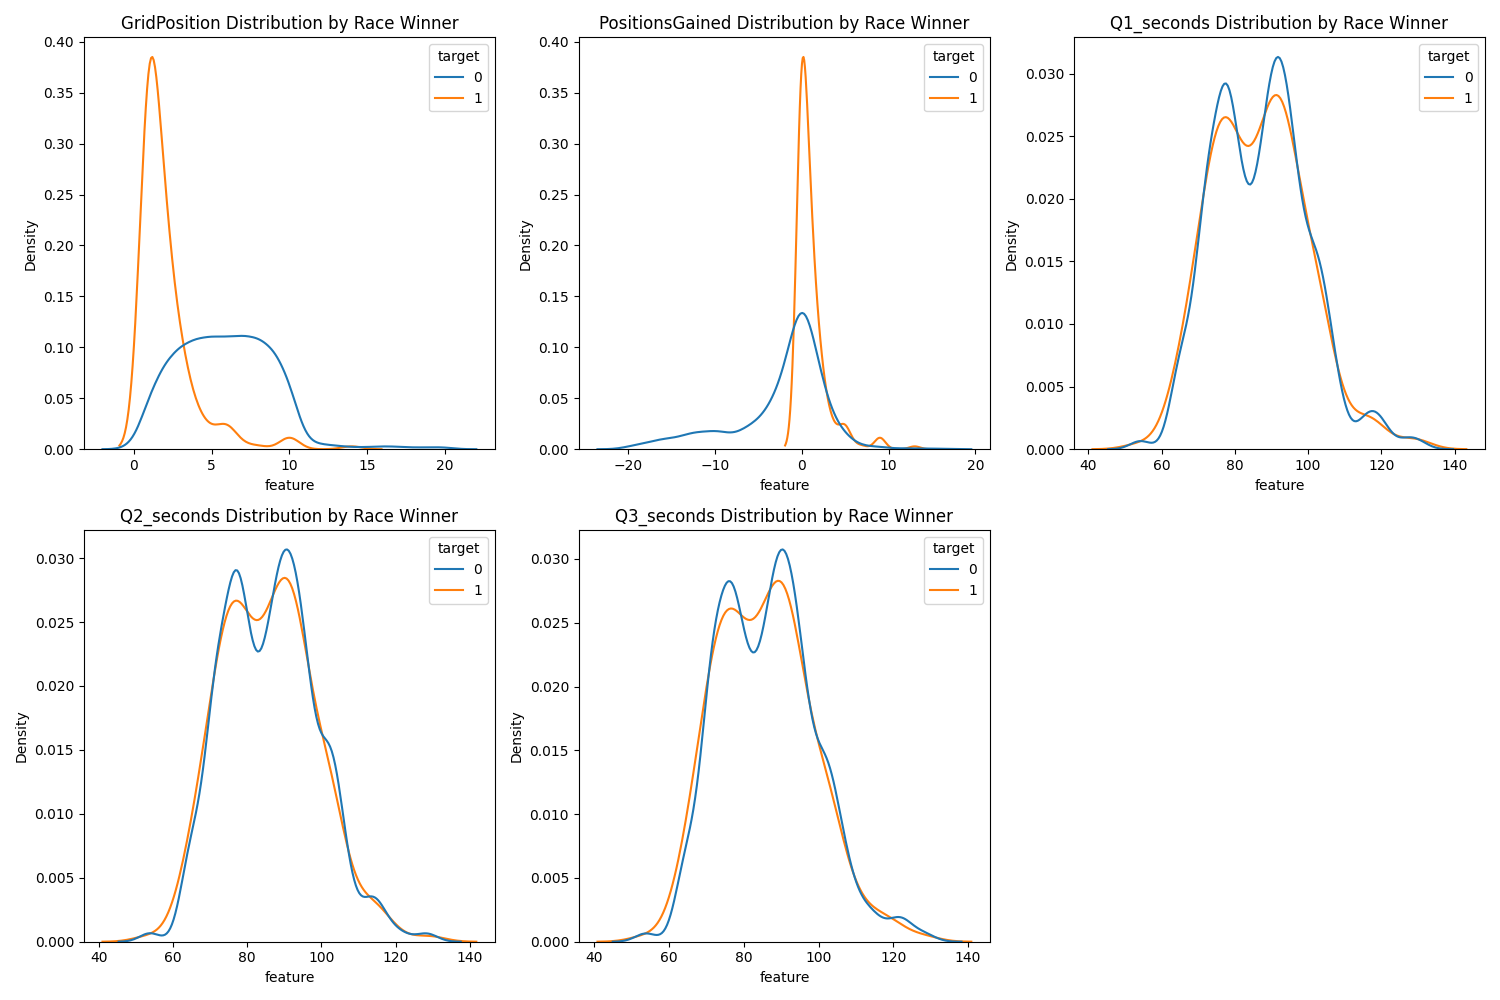 GridPosition Distribution by Race Winner
0.40
0.35
0.30
0.25
0.20
0.15
0.10
0.05
0.00
Density
0 5 10 15 20
feature
target
0
1
PositionsGained Distribution by Race Winner
0.40
0.35
0.30
0.25
0.20
0.15
0.10
0.05
0.00
Density
−20 −10 0 10 20
feature
target
0
1
Q1_seconds Distribution by Race Winner
0.030
0.025
0.020
0.015
0.010
0.005
0.000
Density
40 60 80 100 120 140
feature
target
0
1
Q2_seconds Distribution by Race Winner
0.030
0.025
0.020
0.015
0.010
0.005
0.000
Density
40 60 80 100 120 140
feature
target
0
1
Q3_seconds Distribution by Race Winner
0.030
0.025
0.020
0.015
0.010
0.005
0.000
Density
40 60 80 100 120 140
feature
target
0
1